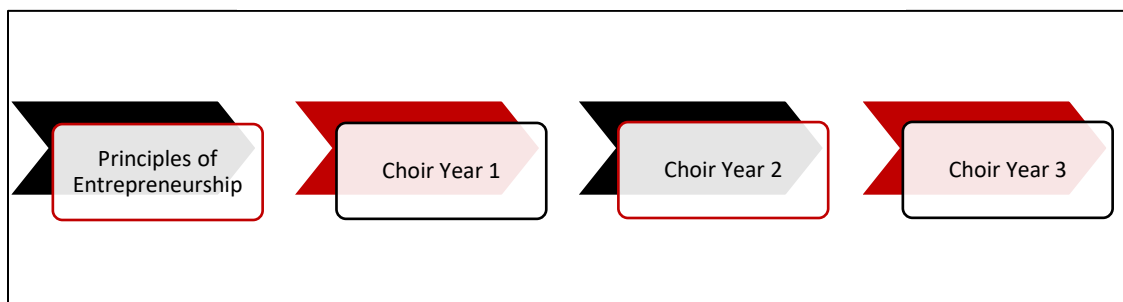 Principles of
Entrepreneurship
Choir Year 1
Choir Year 2
Choir Year 3